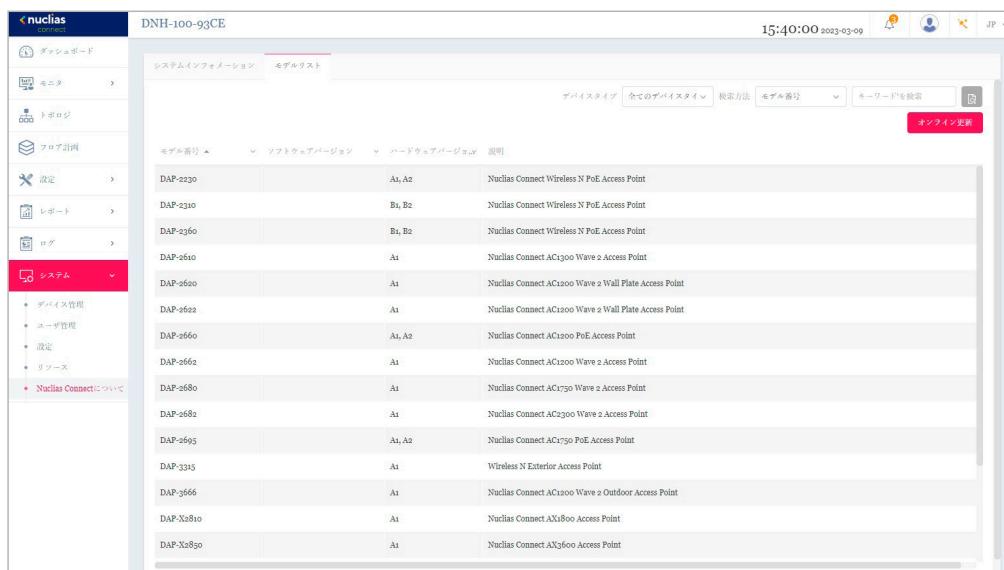 nuclias
connect
DNH-100-93CE
15:40:00 2023-03-09
3
JP
ダッシュボード
モニタ
トポロジ
フロア計画
設定
レポート
ログ
システム
デバイス管理
ユーザ管理
設定
リソース
Nuclias Connectについて
システムインフォメーション モデルリスト
デバイスタイプ 全てのデバイスタイ 検索方法 モデル番号 キーワードを検索
オンライン更新
モデル番号 ソフトウェアバージョン ハードウェアバージョ... 説明
DAP-2230 A1, A2 Nuclias Connect Wireless N PoE Access Point
DAP-2310 B1, B2 Nuclias Connect Wireless N PoE Access Point
DAP-2360 B1, B2 Nuclias Connect Wireless N PoE Access Point
DAP-2610 A1 Nuclias Connect AC1300 Wave 2 Access Point
DAP-2620 A1 Nuclias Connect AC1200 Wave 2 Wall Plate Access Point
DAP-2622 A1 Nuclias Connect AC1200 Wave 2 Wall Plate Access Point
DAP-2660 A1, A2 Nuclias Connect AC1200 PoE Access Point
DAP-2662 A1 Nuclias Connect AC1200 Wave 2 Access Point
DAP-2680 A1 Nuclias Connect AC1750 Wave 2 Access Point
DAP-2682 A1 Nuclias Connect AC2300 Wave 2 Access Point
DAP-2695 A1, A2 Nuclias Connect AC1750 PoE Access Point
DAP-3315 A1 Wireless N Exterior Access Point
DAP-3666 A1 Nuclias Connect AC1200 Wave 2 Outdoor Access Point
DAP-X2810 A1 Nuclias Connect AX1800 Access Point
DAP-X2850 A1 Nuclias Connect AX3600 Access Point